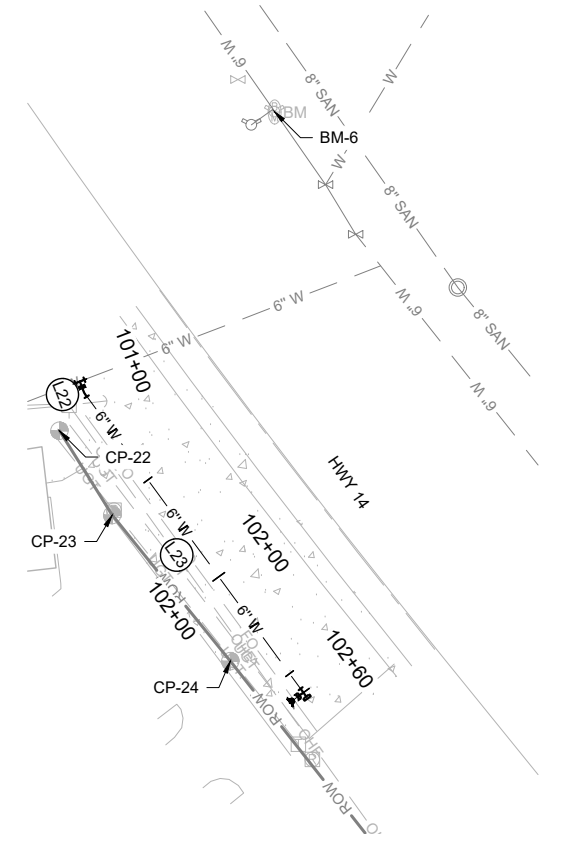 6" W
8" SAN
W
BM
BM-6
W
8" SAN
6" W
6" W
8" SAN
6" W
101+00
L22
6" W
6" W
CP-22
HWY 14
6" W
CP-23
102+00
L23
102+00
6" W
102+60
CP-24
ROW
OHE
ROW